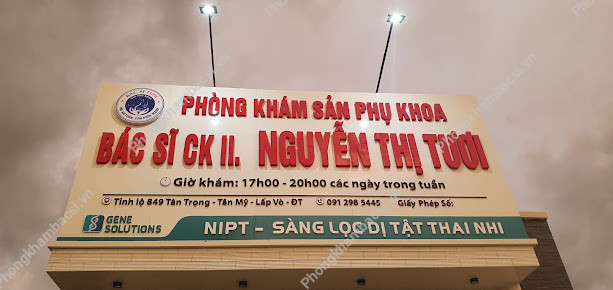 PHÒNG KHÁM SẢN PHỤ KHOA
BÁC SĨ CK II. NGUYỄN THỊ TƯƠI
Giờ khám: 17h00 - 20h00 các ngày trong tuần
Tỉnh lộ 849 Tân Trọng - Tân Mỹ - Lấp Vò - ĐT 091 298 5445 Giấy Phép Số:
GENE SOLUTIONS
NIPT - SÀNG LỌC DỊ TẬT THAI NHI
Phongkhambacsi.vn